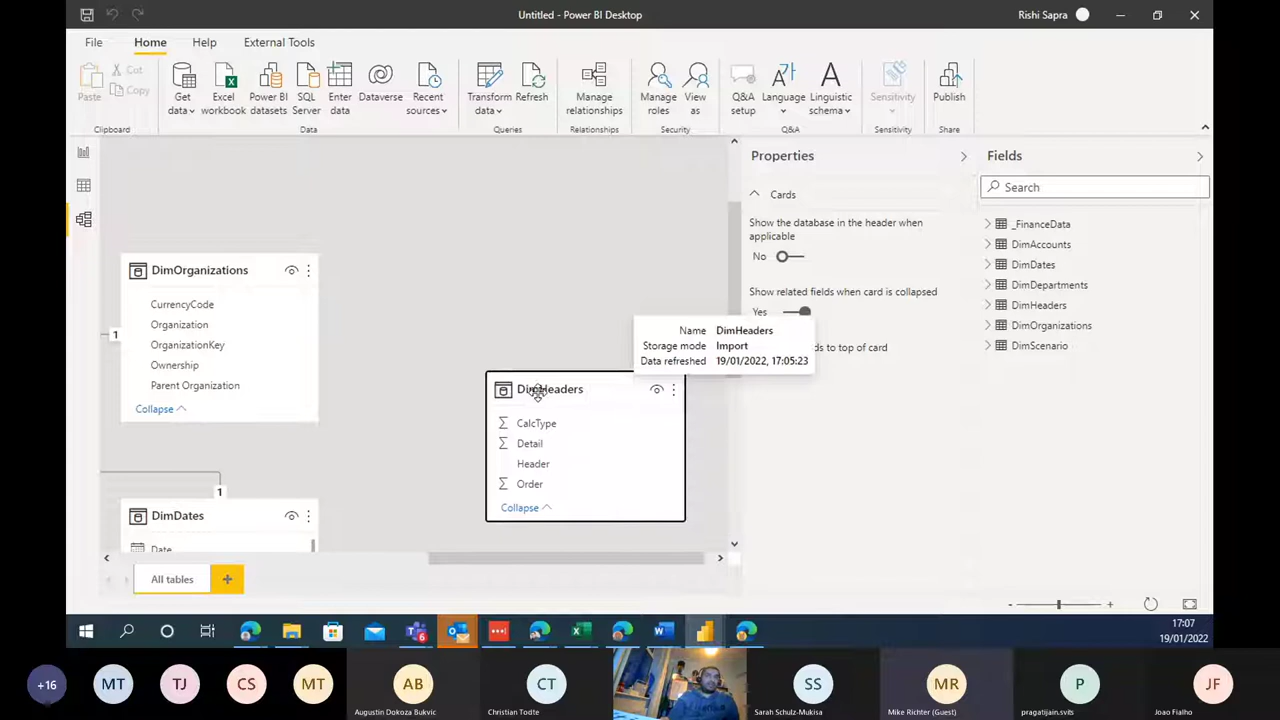 Untitled - Power BI Desktop
Rishi Sapra
File
Home
Help
External Tools
Paste
Cut
Copy
Get
data
Excel
workbook
Power BI
datasets
SQL
Server
Enter
data
Dataverse
Recent
sources
Transform
data
Refresh
Manage
relationships
Manage
roles
View
as
Q&A
setup
Language
Linguistic
schema
Sensitivity
Publish
Clipboard
Data
Queries
Relationships
Security
Q&A
Sensitivity
Share
DimOrganizations
CurrencyCode
Organization
OrganizationKey
Ownership
Parent Organization
Collapse
1
1
DimDates
Date
DimHeaders
CalcType
Detail
Header
Order
Collapse
Name DimHeaders
Storage mode Import
Data refreshed 19/01/2022, 17:05:23
Properties
Cards
Show the database in the header when
applicable
No
Show related fields when card is collapsed
Yes
ds to top of card
Fields
Search
_FinanceData
DimAccounts
DimDates
DimDepartments
DimHeaders
DimOrganizations
DimScenario
All tables
+
- +
6
17:07
19/01/2022
+16
MT
TJ
CS
MT
AB
Augustin Dokoza Bukvic
CT
Christian Todte
SS
Sarah Schulz-Mukisa
MR
Mike Richter (Guest)
P
pragatijain.svits
JF
Joao Fialho